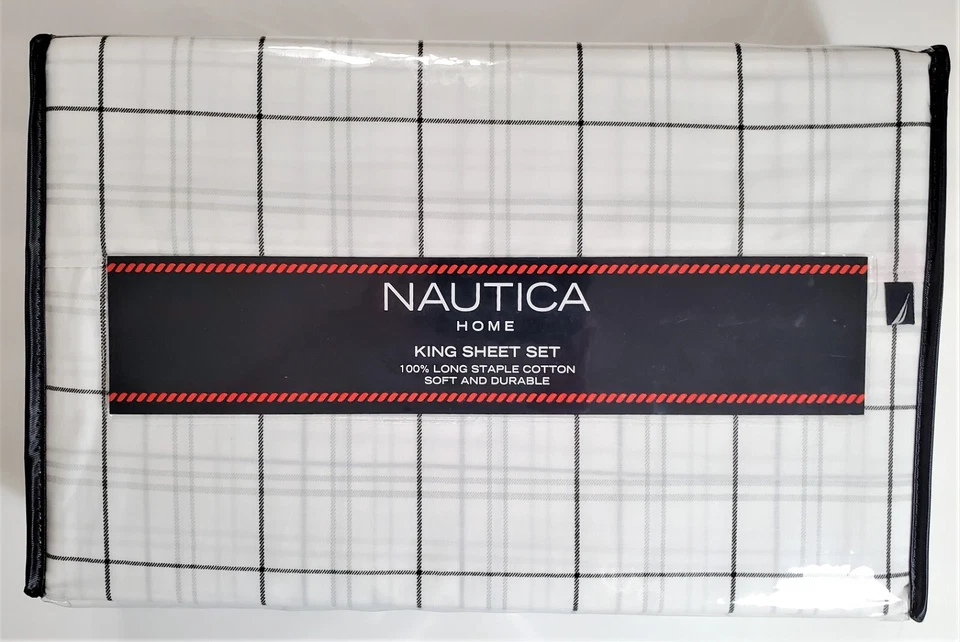 NAUTICA
HOME
KING SHEET SET
100% LONG STAPLE COTTON
SOFT AND DURABLE